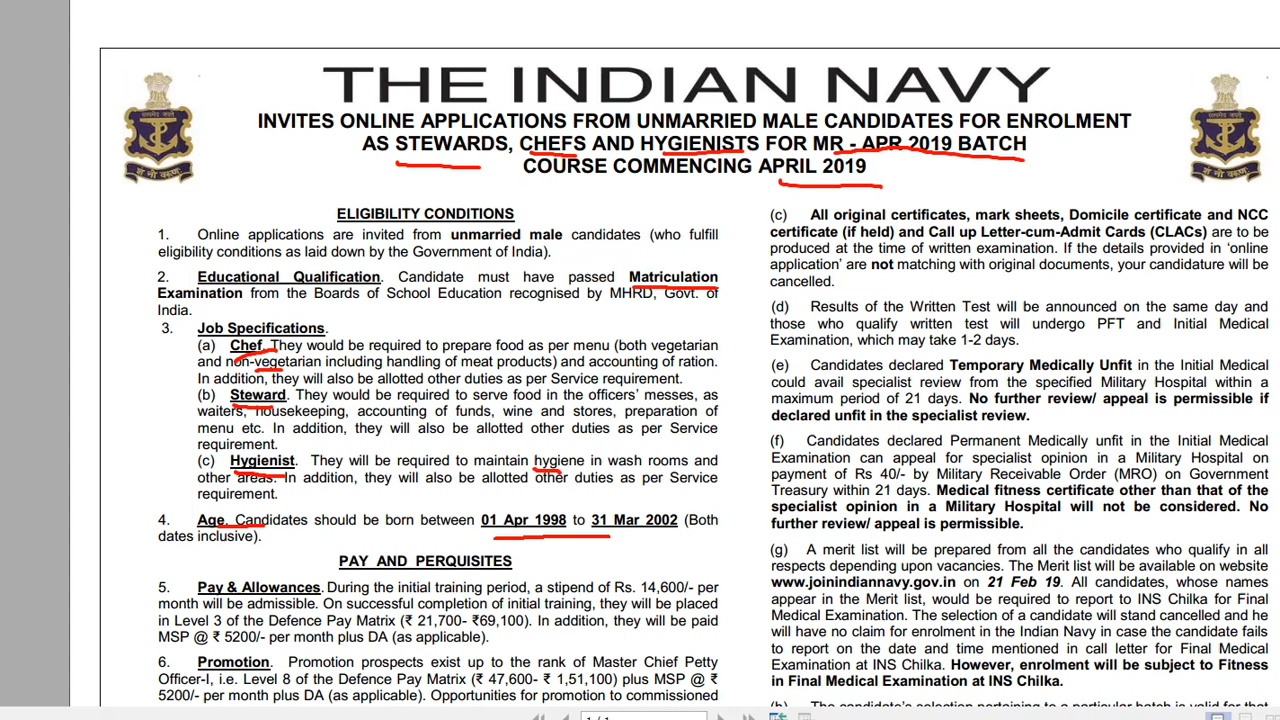 THE INDIAN NAVY
INVITES ONLINE APPLICATIONS FROM UNMARRIED MALE CANDIDATES FOR ENROLMENT
AS STEWARDS, CHEFS AND HYGIENISTS FOR MR - APR 2019 BATCH
COURSE COMMENCING APRIL 2019
ELIGIBILITY CONDITIONS
1. Online applications are invited from unmarried male candidates (who fulfill
eligibility conditions as laid down by the Government of India).
2. Educational Qualification. Candidate must have passed Matriculation
Examination from the Boards of School Education recognised by MHRD, Govt. of
India.
3. Job Specifications.
(a) Chef. They would be required to prepare food as per menu (both vegetarian
and non-vegetarian including handling of meat products) and accounting of ration.
In addition, they will also be allotted other duties as per Service requirement.
(b) Steward. They would be required to serve food in the officers' messes, as
waiters, housekeeping, accounting of funds, wine and stores, preparation of
menu etc. In addition, they will also be allotted other duties as per Service
requirement.
(c) Hygienist. They will be required to maintain hygiene in wash rooms and
other areas. In addition, they will also be allotted other duties as per Service
requirement.
4. Age. Candidates should be born between 01 Apr 1998 to 31 Mar 2002 (Both
dates inclusive).
PAY AND PERQUISITES
5. Pay & Allowances. During the initial training period, a stipend of Rs. 14,600/- per
month will be admissible. On successful completion of initial training, they will be placed
in Level 3 of the Defence Pay Matrix (₹ 21,700- ₹69,100). In addition, they will be paid
MSP @ ₹ 5200/- per month plus DA (as applicable).
6. Promotion. Promotion prospects exist up to the rank of Master Chief Petty
Officer-I, i.e. Level 8 of the Defence Pay Matrix (₹ 47,600- ₹ 1,51,100) plus MSP @ ₹
5200/- per month plus DA (as applicable). Opportunities for promotion to commissioned
(c) All original certificates, mark sheets, Domicile certificate and NCC
certificate (if held) and Call up Letter-cum-Admit Cards (CLACs) are to be
produced at the time of written examination. If the details provided in 'online
application' are not matching with original documents, your candidature will be
cancelled.
(d) Results of the Written Test will be announced on the same day and
those who qualify written test will undergo PFT and Initial Medical
Examination, which may take 1-2 days.
(e) Candidates declared Temporary Medically Unfit in the Initial Medical
could avail specialist review from the specified Military Hospital within a
maximum period of 21 days. No further review/ appeal is permissible if
declared unfit in the specialist review.
(f) Candidates declared Permanent Medically unfit in the Initial Medical
Examination can appeal for specialist opinion in a Military Hospital on
payment of Rs 40/- by Military Receivable Order (MRO) on Government
Treasury within 21 days. Medical fitness certificate other than that of the
specialist opinion in a Military Hospital will not be considered. No
further review/ appeal is permissible.
(g) A merit list will be prepared from all the candidates who qualify in all
respects depending upon vacancies. The Merit list will be available on website
www.joinindiannavy.gov.in on 21 Feb 19. All candidates, whose names
appear in the Merit list, would be required to report to INS Chilka for Final
Medical Examination. The selection of a candidate will stand cancelled and he
will have no claim for enrolment in the Indian Navy in case the candidate fails
to report on the date and time mentioned in call letter for Final Medical
Examination at INS Chilka. However, enrolment will be subject to Fitness
in Final Medical Examination at INS Chilka.
1 / 1